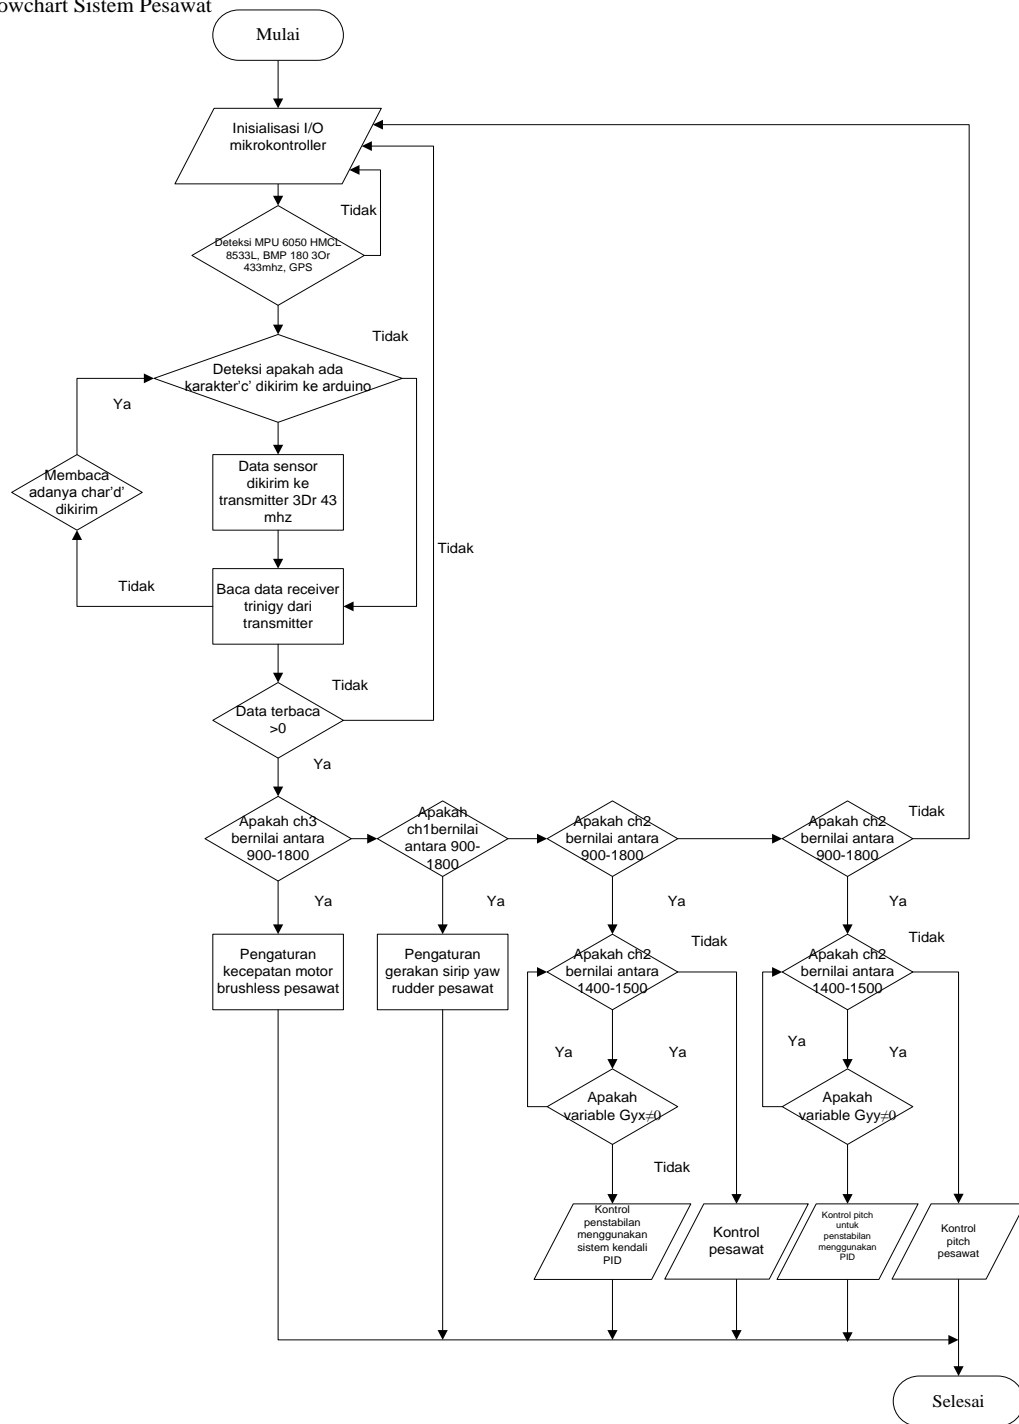 owchart Sistem Pesawat
Mulai
Inisialisasi I/O
mikrokontroller
Tidak
Deteksi MPU 6050 HMCL
8533L, BMP 180 3Or
433mhz, GPS
Tidak
Deteksi apakah ada
karakter'c' dikirim ke arduino
Ya
Data sensor
dikirim ke
transmitter 3Dr 43
mhz
Membaca
adanya char'd'
dikirim
Tidak
Tidak
Baca data receiver
trinigy dari
transmitter
Tidak
Data terbaca
>0
Ya
Apakah ch3
bernilai antara
900-1800
Apakah
ch1bernilai
antara 900-
1800
Apakah ch2
bernilai antara
900-1800
Apakah ch2
bernilai antara
900-1800
Tidak
Ya
Ya
Ya
Ya
Pengaturan
kecepatan motor
brushless pesawat
Pengaturan
gerakan sirip yaw
rudder pesawat
Apakah ch2
bernilai antara
1400-1500
Tidak
Apakah ch2
bernilai antara
1400-1500
Tidak
Ya
Ya
Ya
Ya
Apakah
variable Gyx≠0
Apakah
variable Gyy≠0
Tidak
Kontrol
penstabilan
menggunakan
sistem kendali
PID
Kontrol
pesawat
Kontrol pitch
untuk
penstabilan
menggunakan
PID
Kontrol
pitch
pesawat
Selesai